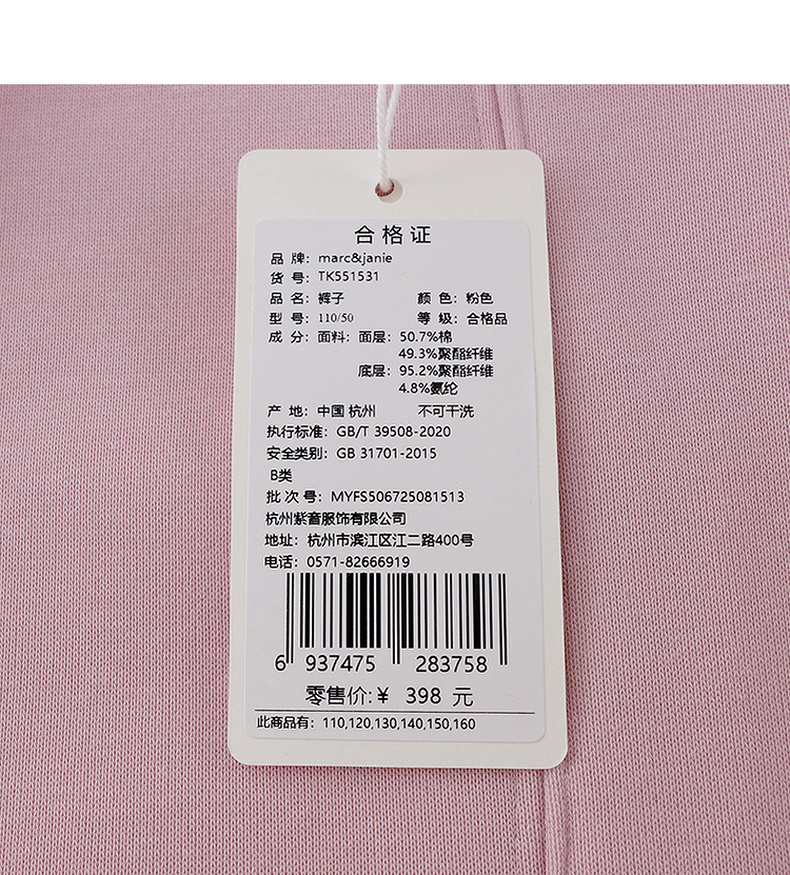 合格证
品 牌：marc&janie
货 号：TK551531
品 名：裤子 颜 色：粉色
型 号：110/50 等 级：合格品
成 分：面料：面层：50.7%棉
49.3%聚酯纤维
底层：95.2%聚酯纤维
4.8%氨纶
产 地：中国 杭州 不可干洗
执行标准：GB/T 39508-2020
安全类别：GB 31701-2015
B类
批 次 号：MYFS506725081513
杭州紫音服饰有限公司
地址：杭州市滨江区江二路400号
电话：0571-82666919
6 937475 283758
零售价:¥ 398 元
此商品有：110,120,130,140,150,160